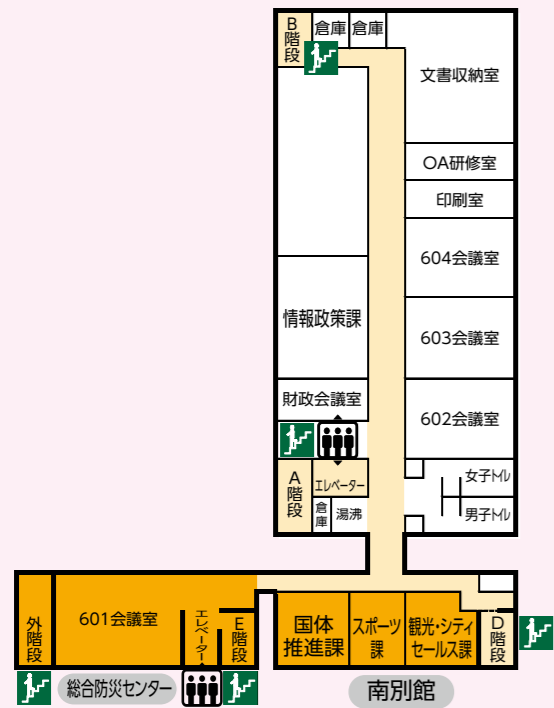 B階段
倉庫
倉庫
文書収納室
OA研修室
印刷室
604会議室
情報政策課
603会議室
財政会議室
602会議室
A階段
エレベーター
倉庫
湯沸
女子トイレ
男子トイレ
外階段
601会議室
エレベーター
E階段
国体
推進課
スポーツ
課
観光・シティ
セールス課
D階段
総合防災センター
南別館